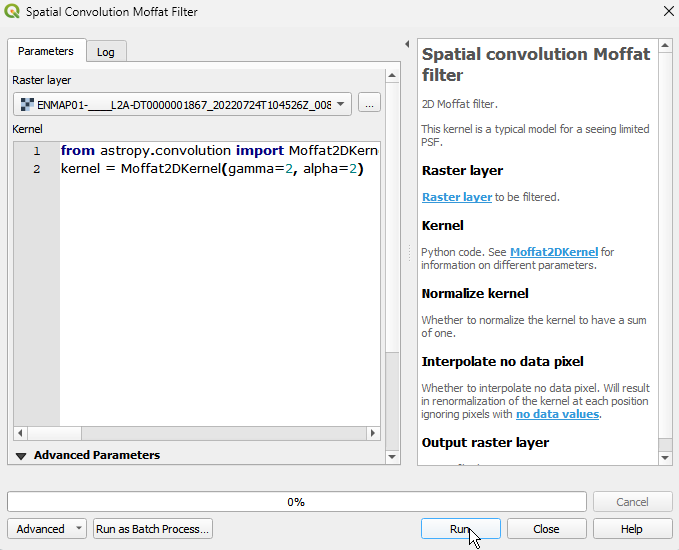 Spatial Convolution Moffat Filter
Parameters
Log
Raster layer
ENMAP01-____L2A-DT0000001867_20220724T104526Z_008
...
Kernel
1 from astropy.convolution import Moffat2DKerne
2 kernel = Moffat2DKernel(gamma=2, alpha=2)
Advanced Parameters
Spatial convolution Moffat
filter
2D Moffat filter.
This kernel is a typical model for a seeing limited
PSF.
Raster layer
Raster layer to be filtered.
Kernel
Python code. See Moffat2DKernel for
information on different parameters.
Normalize kernel
Whether to normalize the kernel to have a sum
of one.
Interpolate no data pixel
Whether to interpolate no data pixel. Will result
in renormalization of the kernel at each position
ignoring pixels with no data values.
Output raster layer
0%
Cancel
Advanced
Run as Batch Process...
Run
Close
Help